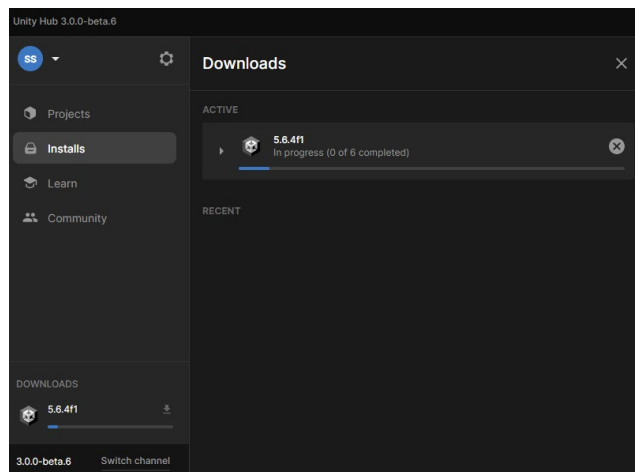 Unity Hub 3.0.0-beta.6
SS
Projects
Installs
Learn
Community
DOWNLOADS
5.6.4f1
3.0.0-beta.6 Switch channel
Downloads
ACTIVE
5.6.4f1
In progress (0 of 6 completed)
RECENT